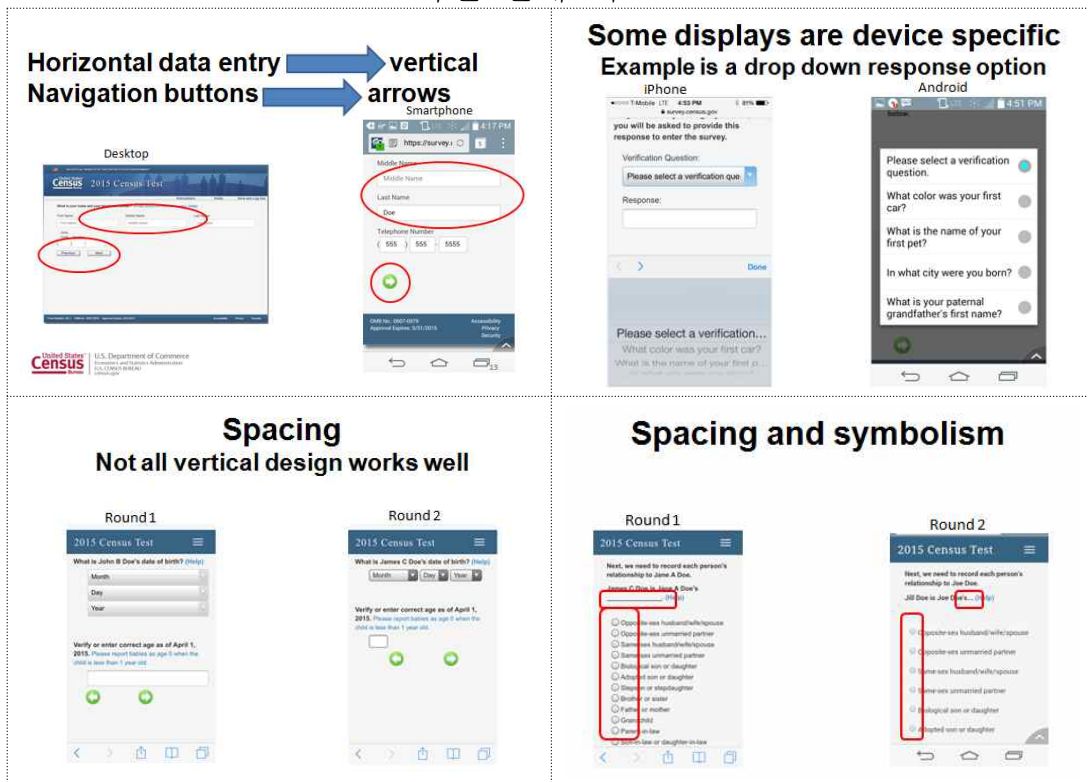 Horizontal data entry vertical
Navigation buttons arrows
Smartphone
Desktop
Census 2015 Census Test
First Name Middle Name
Previous Next
4:17 PM
https://survey.
Middle Name
Middle Name
Last Name
Doe
Telephone Number
( 555 ) 555 - 5555
OMB No.: 0607-0979
Approval Expires: 5/31/2015
Accessibility
Privacy
Security
United States
Census
Bureau
U.S. Department of Commerce
Economics and Statistics Administration
U.S. CENSUS BUREAU
census.gov
13
Some displays are device specific
Example is a drop down response option
iPhone
T-Mobile LTE 4:53 PM 81%
survey.census.gov
you will be asked to provide this
response to enter the survey.
Verification Question:
Please select a verification que
Response:
Done
Please select a verification...
What color was your first car?
What is the name of your first p...
Android
4:51 PM
below.
Please select a verification
question.
What color was your first
car?
What is the name of your
first pet?
In what city were you born?
What is your paternal
grandfather's first name?
Spacing
Not all vertical design works well
Round 1
2015 Census Test
What is John B Doe's date of birth? (Help)
Month
Day
Year
Verify or enter correct age as of April 1,
2015. Please report babies as age 0 when the
child is less than 1 year old.
Round 2
2015 Census Test
What is James C Doe's date of birth? (Help)
Month Day Year
Verify or enter correct age as of April 1,
2015. Please report babies as age 0 when the
child is less than 1 year old.
Spacing and symbolism
Round 1
2015 Census Test
Next, we need to record each person's
relationship to Jane A Doe.
James C Doe is Jane A Doe's
(Help)
Opposite-sex husband/wife/spouse
Opposite-sex unmarried partner
Same-sex husband/wife/spouse
Same-sex unmarried partner
Biological son or daughter
Adopted son or daughter
Stepson or stepdaughter
Brother or sister
Father or mother
Grandchild
Parent-in-law
Son-in-law or daughter-in-law
Round 2
2015 Census Test
Next, we need to record each person's
relationship to Joe Doe.
Jill Doe is Joe Doe's... (Help)
Opposite-sex husband/wife/spouse
Opposite-sex unmarried partner
Same-sex husband/wife/spouse
Same-sex unmarried partner
Biological son or daughter
Adopted son or daughter